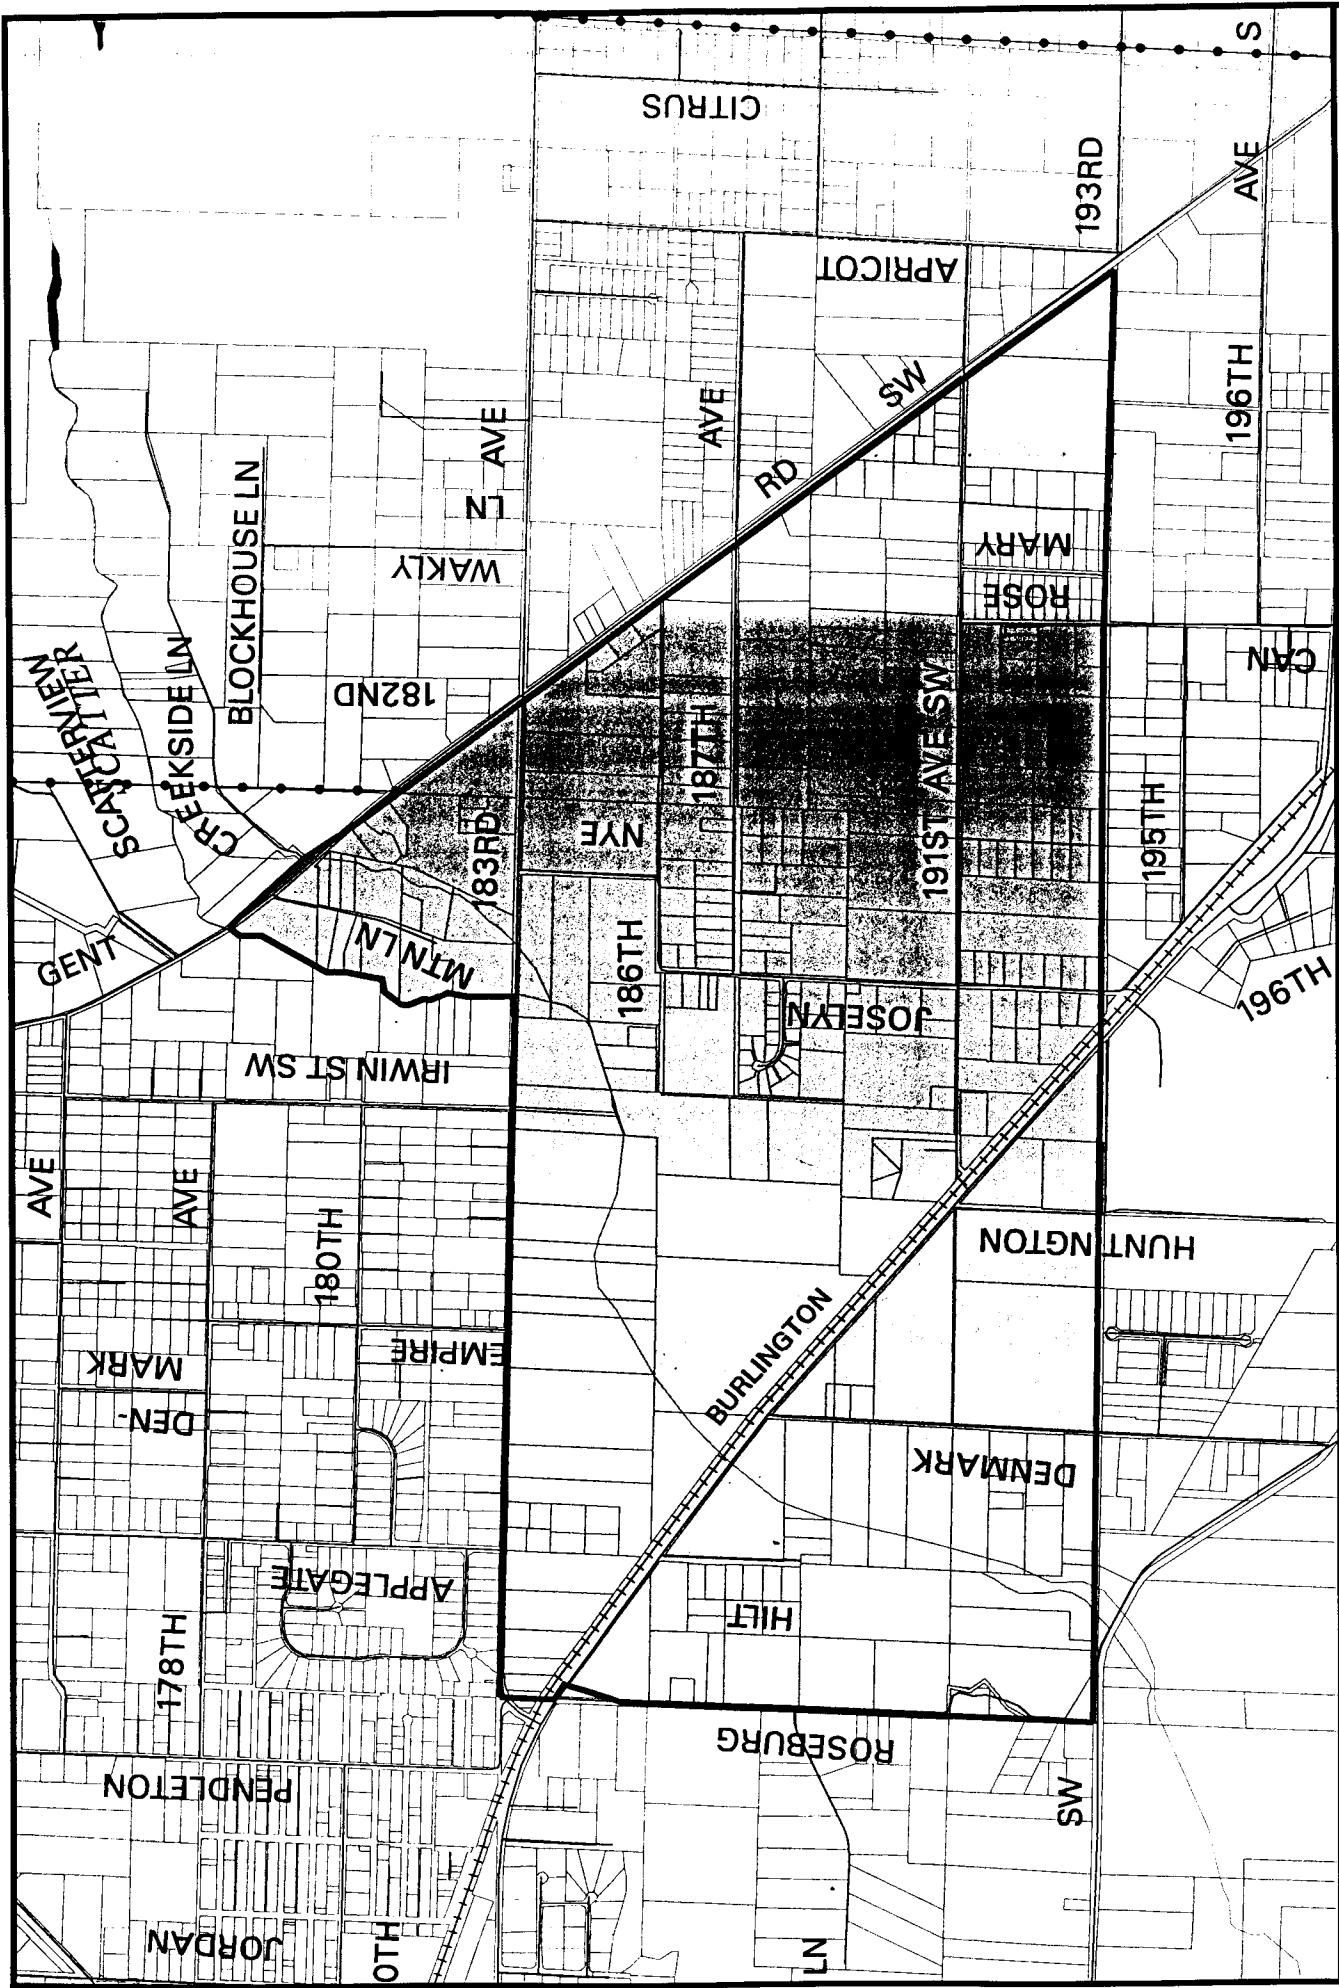 S
CITRUS
193RD
AVE
APRICOT
SW
196TH
AVE
AVE
RD
LN
BLOCKHOUSE LN
WAKLY
MARY
ROSE
CAN
SCATTERVIEW
SCATTER
CREEKSIDE LN
182ND
187TH
191ST AVE SW
195TH
NYE
183RD
GENT
MTN LN
186TH
JOSELYN
196TH
IRWIN ST SW
AVE
AVE
180TH
HUNTINGTON
BURLINGTON
EMPIRE
DEN-
MARK
DENMARK
APPLEGATE
HILT
178TH
ROSEBURG
SW
PENDLETON
JORDAN
0TH
LN